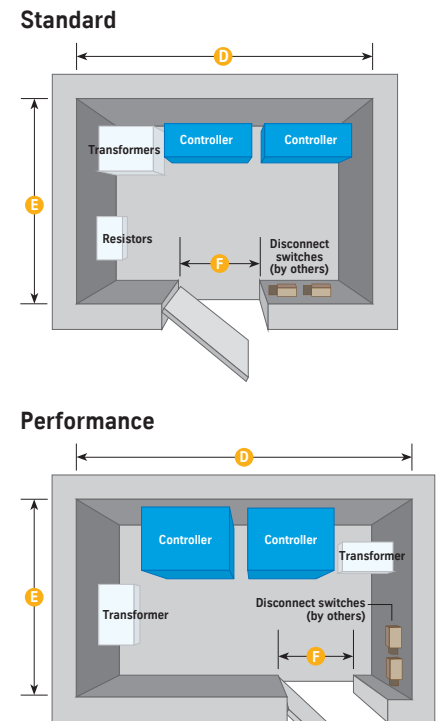 Standard
D
Transformers
Controller
Controller
E
Resistors
F
Disconnect
switches
(by others)
Performance
D
Controller
Controller
Transformer
E
Transformer
Disconnect switches
(by others)
F